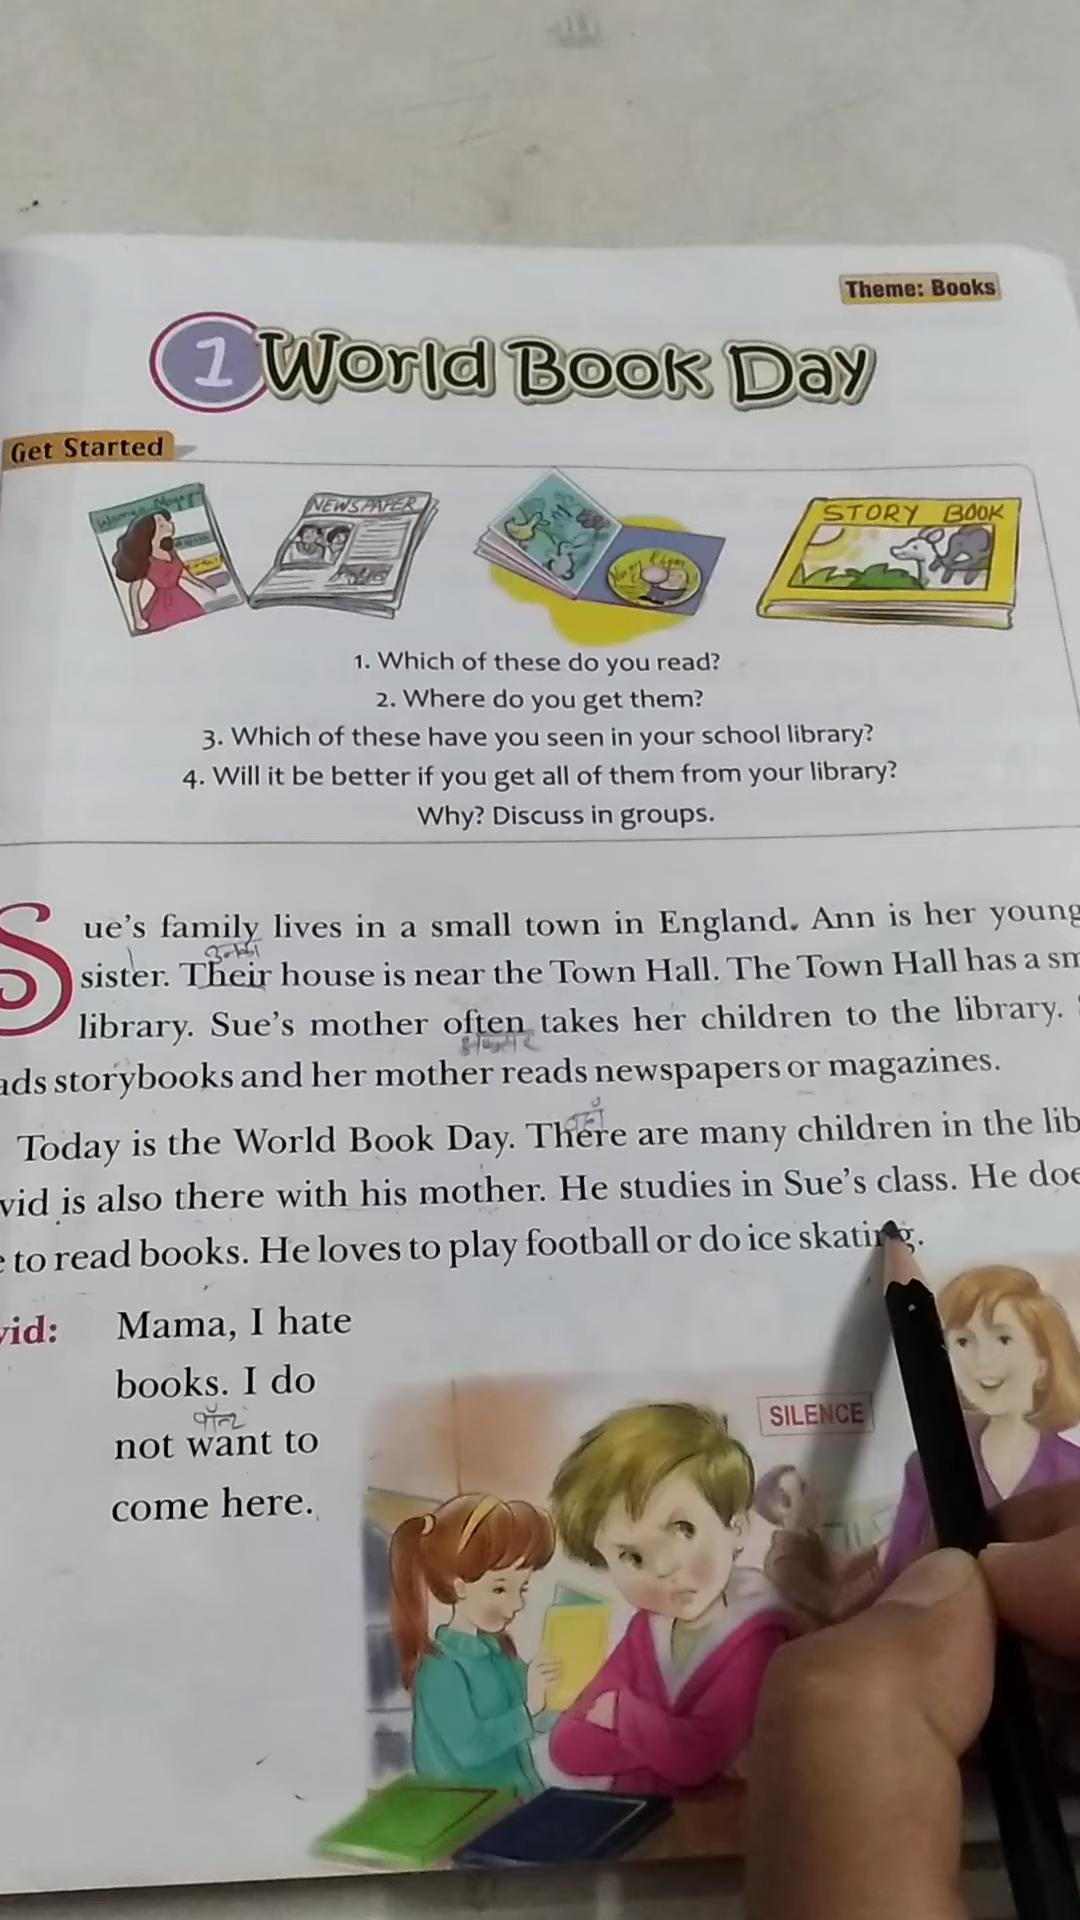 Theme: Books
1 World Book Day
Get Started
NEWSPAPER
STORY BOOK
1. Which of these do you read?
2. Where do you get them?
3. Which of these have you seen in your school library?
4. Will it be better if you get all of them from your library?
Why? Discuss in groups.
Sue's family lives in a small town in England. Ann is her young
sister. Their house is near the Town Hall. The Town Hall has a sm
library. Sue's mother often takes her children to the library.
ads storybooks and her mother reads newspapers or magazines.
Today is the World Book Day. There are many children in the lib
vid is also there with his mother. He studies in Sue's class. He doe
e to read books. He loves to play football or do ice skating.
vid: Mama, I hate
books. I do
not want to
come here.
SILENCE